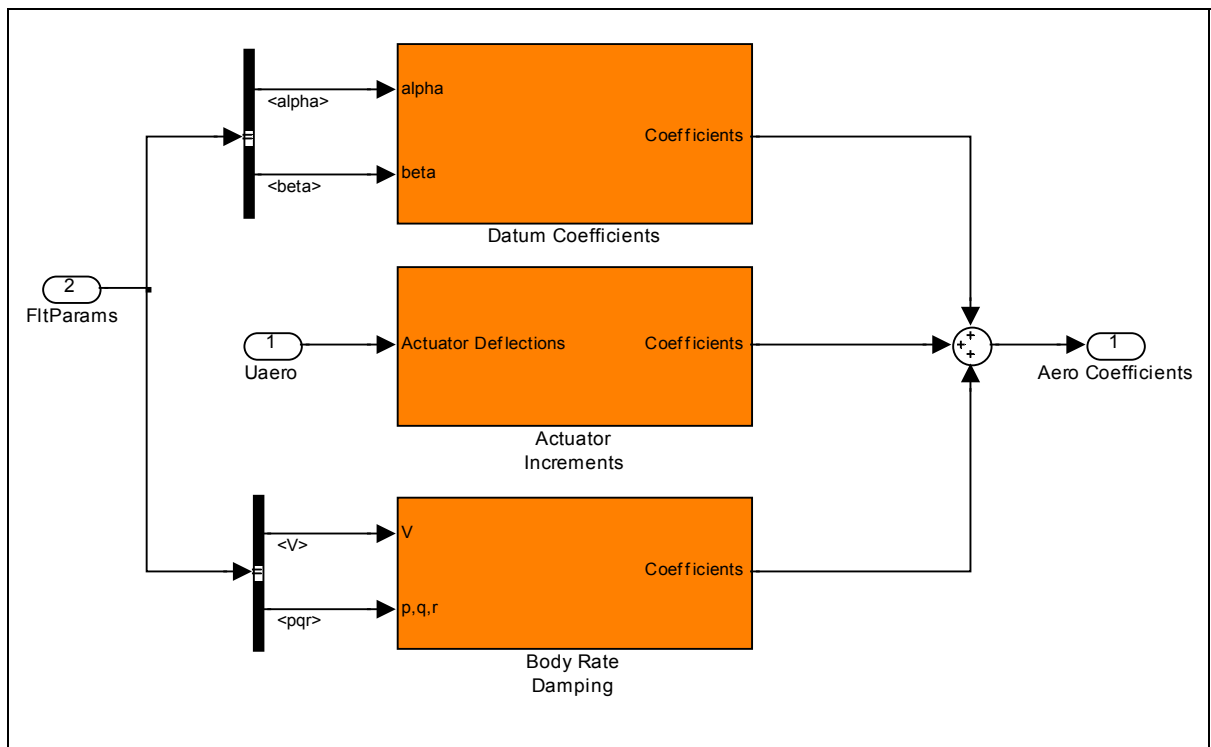 <alpha>
alpha
Coefficients
<beta>
beta
Datum Coefficients
2
FltParams
1
Uaero
Actuator Deflections
Coefficients
+
+
+
1
Aero Coefficients
Actuator
Increments
<V>
V
Coefficients
<pqr>
p,q,r
Body Rate
Damping